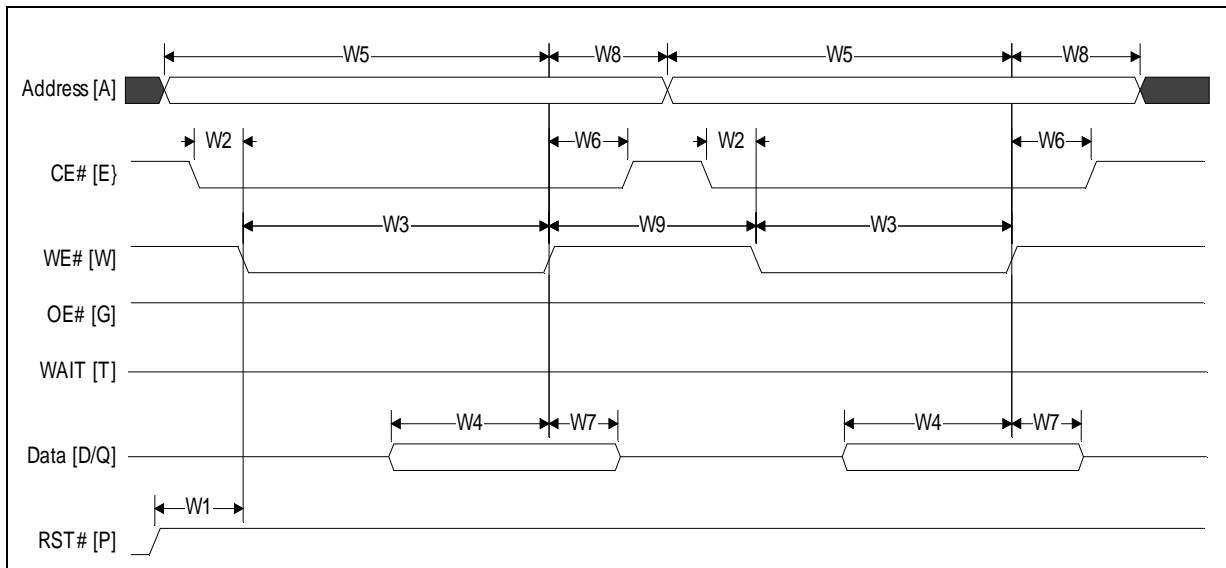 W5 W8 W5 W8
Address [A]
W2 W6 W2 W6
CE# [E}
W3 W9 W3
WE# [W]
OE# [G]
WAIT [T]
W4 W7 W4 W7
Data [D/Q]
W1
RST# [P]